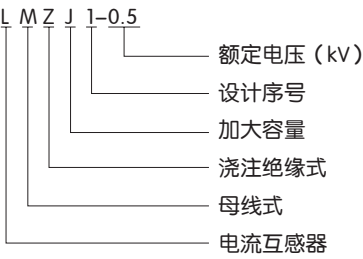 L M Z J 1-0.5
额定电压（kV）
设计序号
加大容量
浇注绝缘式
母线式
电流互感器